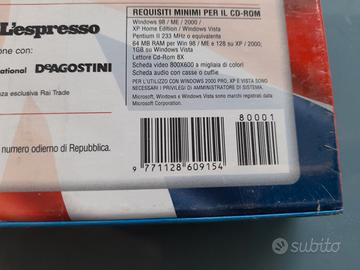 L'espresso
one con:
national DeAGOSTINI
nza esclusiva Rai Trade
numero odierno di Repubblica.
REQUISITI MINIMI PER IL CD-ROM
Windows 98 / ME / 2000 /
XP Home Edition / Windows Vista
Pentium II 233 MHz o equivalente
64 MB RAM per Win 98 / ME e 128 su XP / 2000;
1GB su Windows Vista
Lettore Cd-Rom 8X
Scheda video 800X600 a migliaia di colori
Scheda audio con casse o cuffie
PER L'UTILIZZO CON WINDOWS 2000 PRO, XP E VISTA SONO
NECESSARI I PRIVILEGI DI AMMINISTRATORE DI SISTEMA.
Microsoft, Windows e Windows Vista sono marchi registrati dalla
Microsoft Corporation.
80001
9 771128 609154
subito